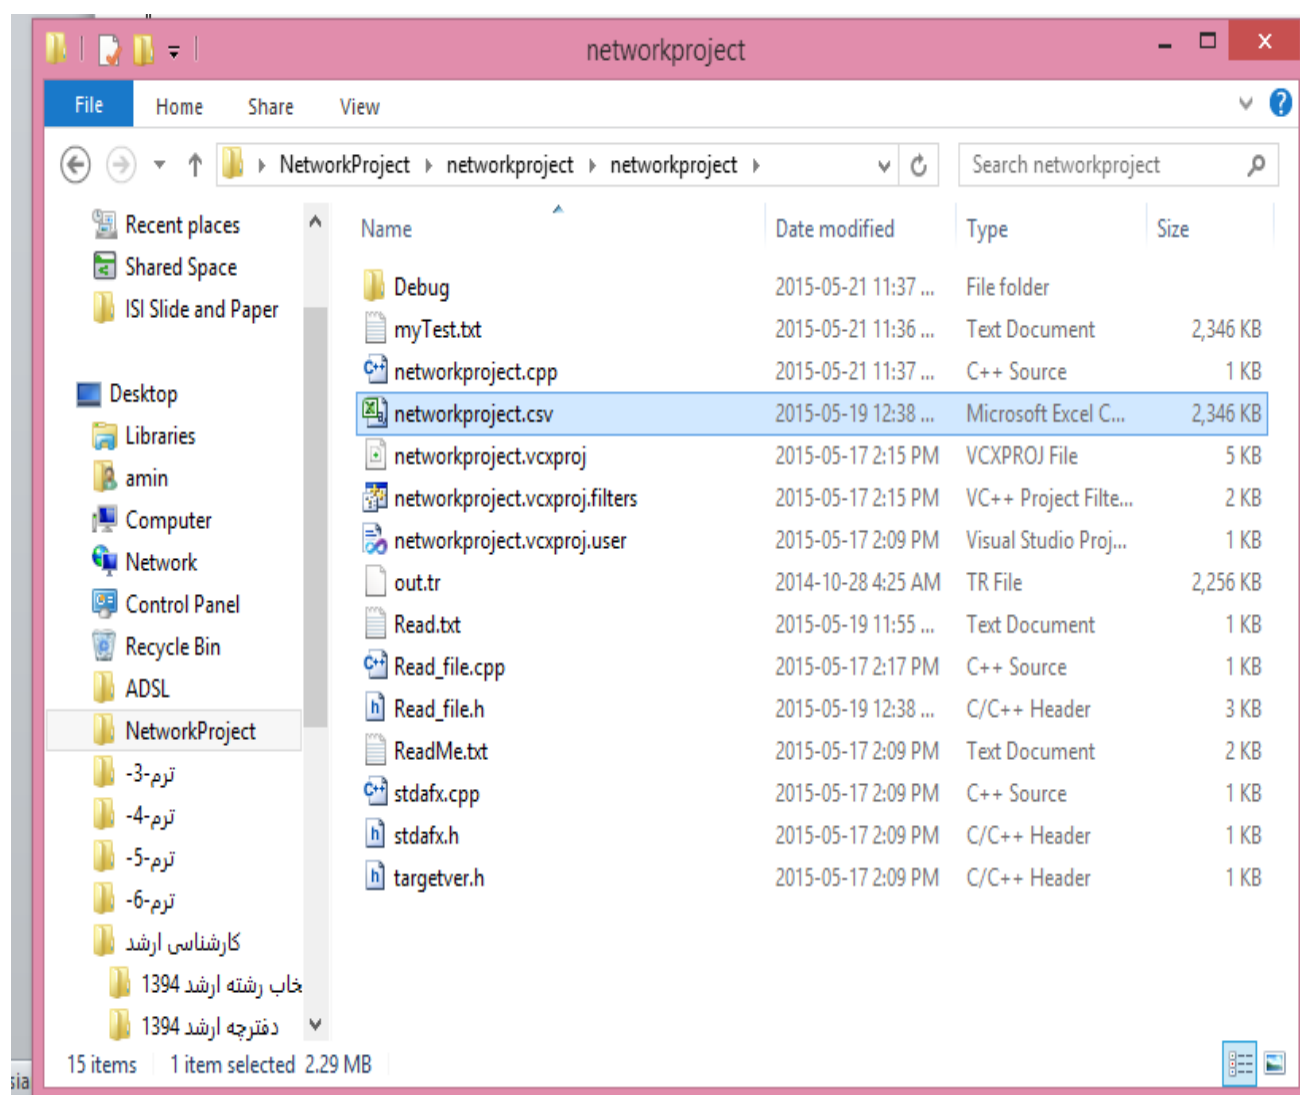 networkproject
File Home Share View
NetworkProject networkproject networkproject Search networkproject
Name Date modified Type Size
Recent places
Shared Space
ISI Slide and Paper
Desktop
Libraries
amin
Computer
Network
Control Panel
Recycle Bin
ADSL
NetworkProject
ترم-3-
ترم-4-
ترم-5-
ترم-6-
کارشناسی ارشد
خاب رشته ارشد 1394
دفترچه ارشد 1394
Debug 2015-05-21 11:37 ... File folder
myTest.txt 2015-05-21 11:36 ... Text Document 2,346 KB
networkproject.cpp 2015-05-21 11:37 ... C++ Source 1 KB
networkproject.csv 2015-05-19 12:38 ... Microsoft Excel C... 2,346 KB
networkproject.vcxproj 2015-05-17 2:15 PM VCXPROJ File 5 KB
networkproject.vcxproj.filters 2015-05-17 2:15 PM VC++ Project Filte... 2 KB
networkproject.vcxproj.user 2015-05-17 2:09 PM Visual Studio Proj... 1 KB
out.tr 2014-10-28 4:25 AM TR File 2,256 KB
Read.txt 2015-05-19 11:55 ... Text Document 1 KB
Read_file.cpp 2015-05-17 2:17 PM C++ Source 1 KB
Read_file.h 2015-05-19 12:38 ... C/C++ Header 3 KB
ReadMe.txt 2015-05-17 2:09 PM Text Document 2 KB
stdafx.cpp 2015-05-17 2:09 PM C++ Source 1 KB
stdafx.h 2015-05-17 2:09 PM C/C++ Header 1 KB
targetver.h 2015-05-17 2:09 PM C/C++ Header 1 KB
15 items 1 item selected 2.29 MB
sia